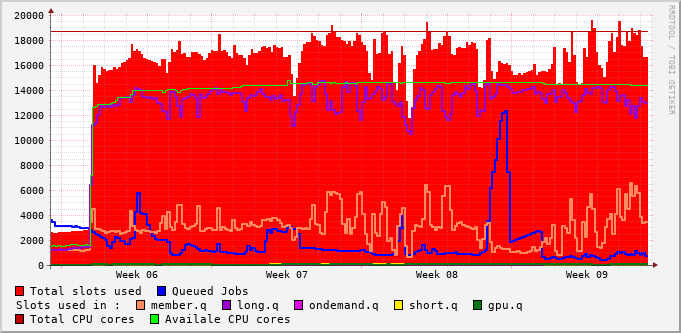 20000
18000
16000
14000
12000
10000
8000
6000
4000
2000
0
Week 06 Week 07 Week 08 Week 09
Total slots used Queued Jobs
Slots used in : member.q long.q ondemand.q short.q gpu.q
Total CPU cores Availale CPU cores
RRDTOOL / TOBI OETIKER